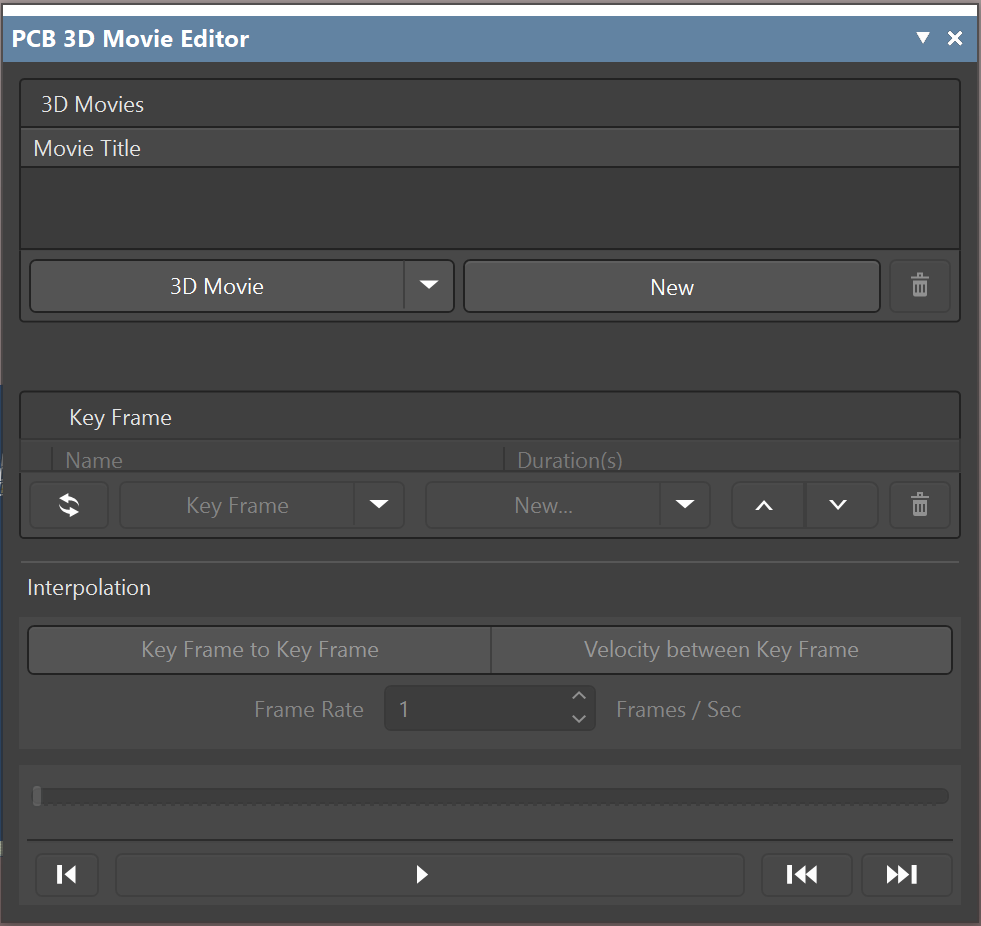 PCB 3D Movie Editor
3D Movies
Movie Title
3D Movie New
Key Frame
Name Duration(s)
Key Frame New...
Interpolation
Key Frame to Key Frame Velocity between Key Frame
Frame Rate 1 Frames / Sec